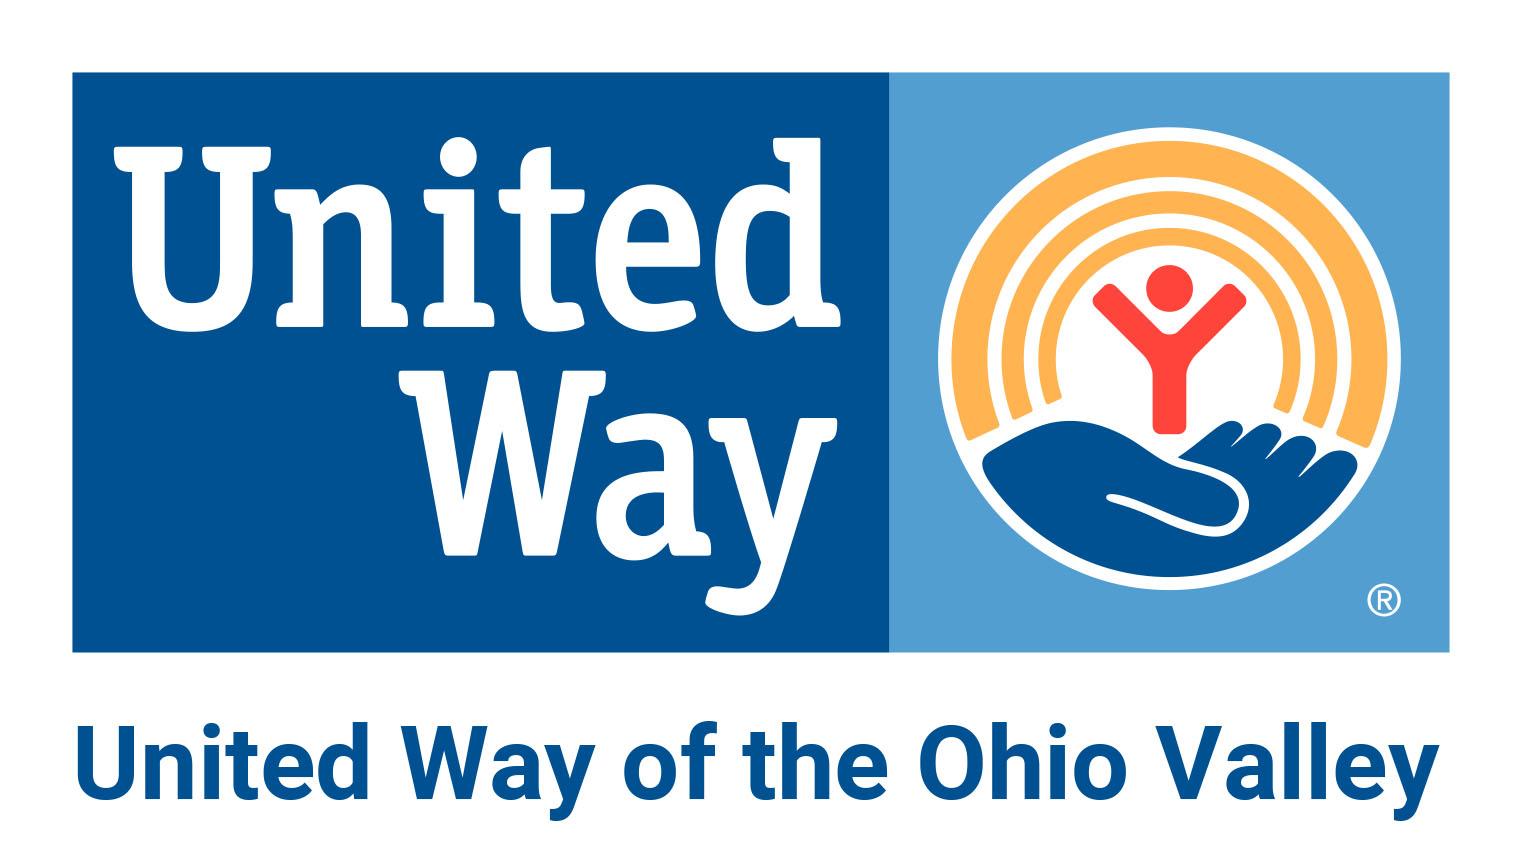 United
Way
®
United Way of the Ohio Valley